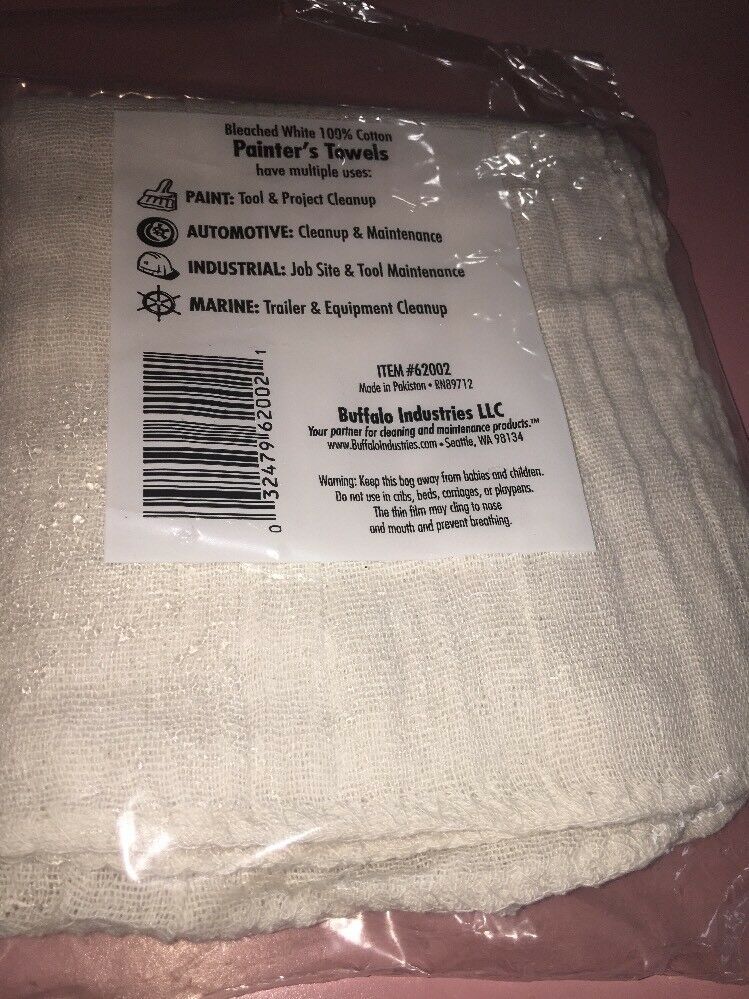 Bleached White 100% Cotton
Painter's Towels
have multiple uses:
PAINT: Tool & Project Cleanup
AUTOMOTIVE: Cleanup & Maintenance
INDUSTRIAL: Job Site & Tool Maintenance
MARINE: Trailer & Equipment Cleanup
ITEM #62002
Made in Pakistan • RN89712
Buffalo Industries LLC
Your partner for cleaning and maintenance products.™
www.BuffaloIndustries.com • Seattle, WA 98134
Warning: Keep this bag away from babies and children.
Do not use in cribs, beds, carriages, or playpens.
The thin film may cling to nose
and mouth and prevent breathing.
0 32479 62002 1